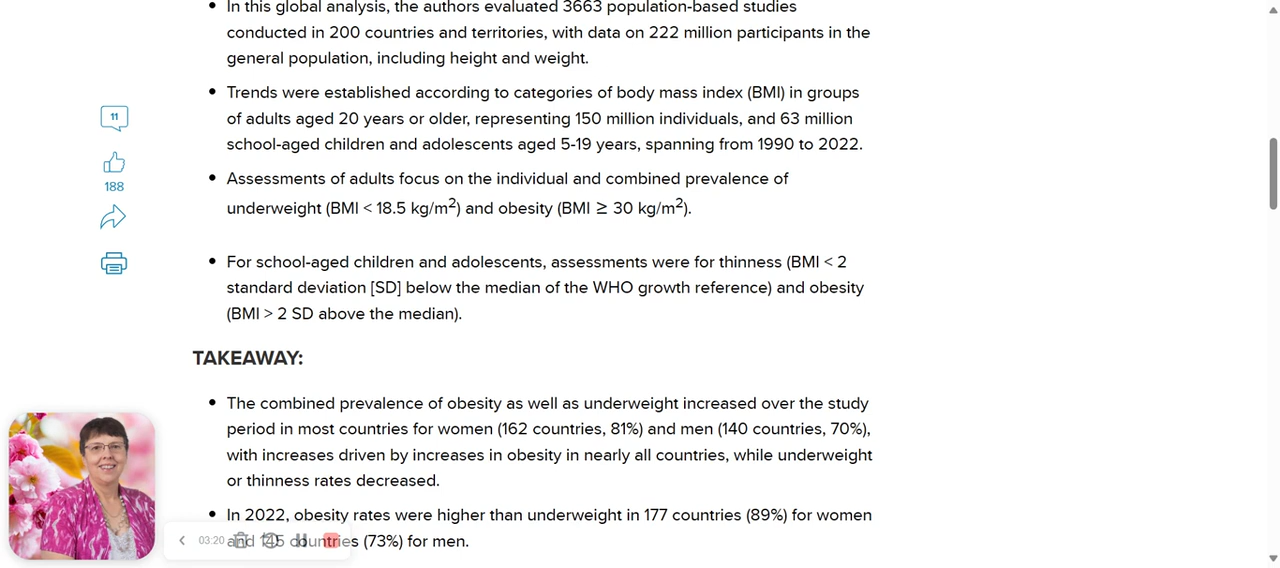 In this global analysis, the authors evaluated 3663 population-based studies
conducted in 200 countries and territories, with data on 222 million participants in the
general population, including height and weight.
Trends were established according to categories of body mass index (BMI) in groups
of adults aged 20 years or older, representing 150 million individuals, and 63 million
school-aged children and adolescents aged 5-19 years, spanning from 1990 to 2022.
Assessments of adults focus on the individual and combined prevalence of
underweight (BMI < 18.5 kg/m²) and obesity (BMI ≥ 30 kg/m²).
For school-aged children and adolescents, assessments were for thinness (BMI < 2
standard deviation [SD] below the median of the WHO growth reference) and obesity
(BMI > 2 SD above the median).
TAKEAWAY:
The combined prevalence of obesity as well as underweight increased over the study
period in most countries for women (162 countries, 81%) and men (140 countries, 70%),
with increases driven by increases in obesity in nearly all countries, while underweight
or thinness rates decreased.
In 2022, obesity rates were higher than underweight in 177 countries (89%) for women
and 145 countries (73%) for men.
11
188
03:20